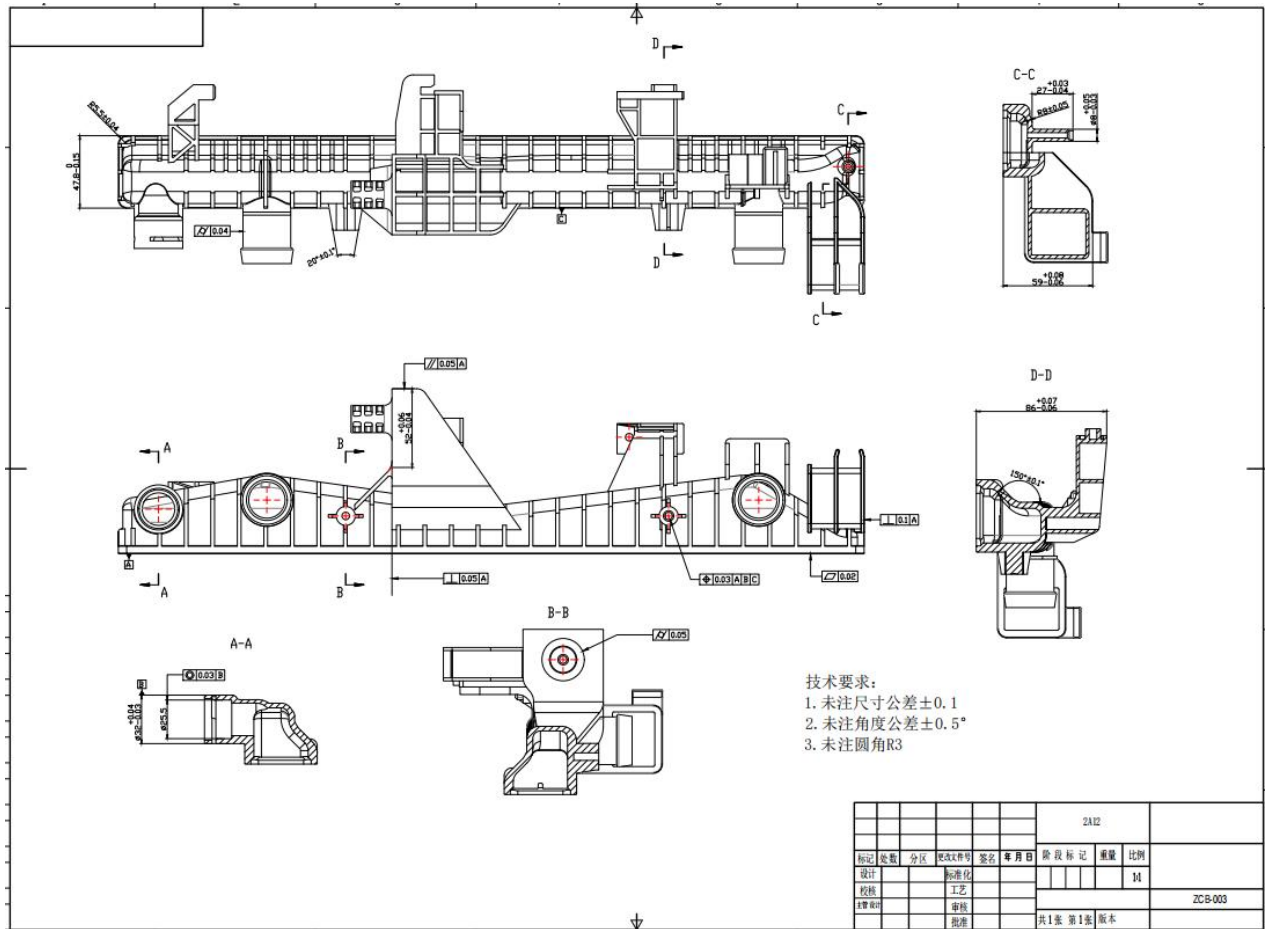 D
C-C
+0.03
27-0.04
R8±0.05
+0.05
ø8-0.03
C
R5.5±0.04
0
47.8-0.15
0.04
20°±0.1°
C
D
C
+0.08
59-0.06
// 0.05 A
D-D
+0.07
86-0.06
+0.06
52-0.04
A
B
150°±0.1°
0.1 A
A
0.05 A
0.03 A B C
0.02
A
B
B-B
A-A
0.05
0.03 B
B
+0.04
ø32-0.03
ø25.5
技术要求:
1.未注尺寸公差±0.1
2.未注角度公差±0.5°
3.未注圆角R3
2A12
标记 处数 分区 更改文件号 签名 年月日 阶段标记 重量 比例
设计 标准化 1:1
校核 工艺
主管设计 审核 ZCB-003
批准 共1张 第1张 版本